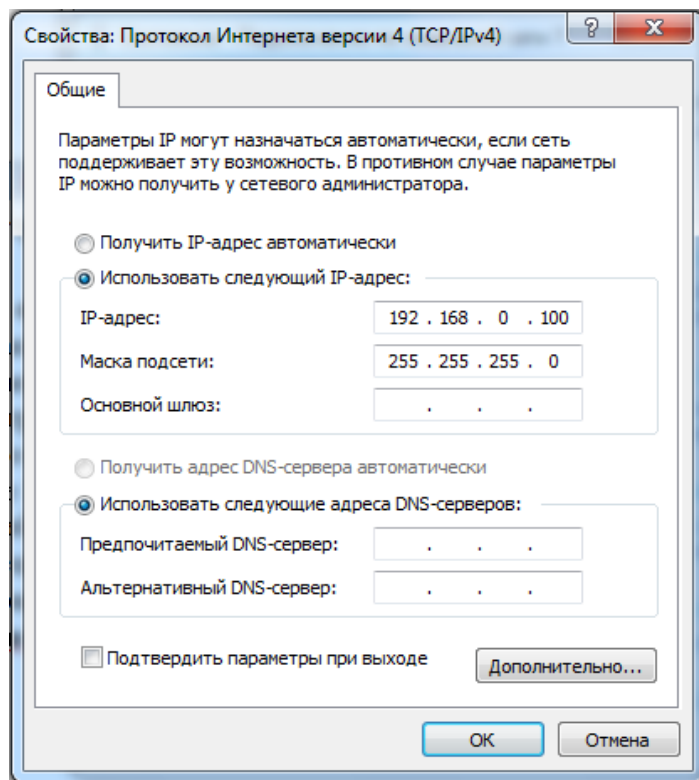 Свойства: Протокол Интернета версии 4 (TCP/IPv4)
Общие
Параметры IP могут назначаться автоматически, если сеть
поддерживает эту возможность. В противном случае параметры
IP можно получить у сетевого администратора.
Получить IP-адрес автоматически
Использовать следующий IP-адрес:
IP-адрес: 192 . 168 . 0 . 100
Маска подсети: 255 . 255 . 255 . 0
Основной шлюз: . . .
Получить адрес DNS-сервера автоматически
Использовать следующие адреса DNS-серверов:
Предпочитаемый DNS-сервер: . . .
Альтернативный DNS-сервер: . . .
Подтвердить параметры при выходе
Дополнительно...
ОК Отмена